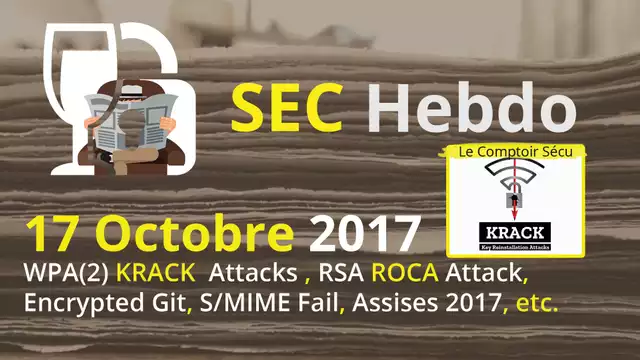 SEC Hebdo
Le Comptoir Sécu
KRACK
Key Reinstallation Attacks
17 Octobre 2017
WPA(2) KRACK Attacks , RSA ROCA Attack,
Encrypted Git, S/MIME Fail, Assises 2017, etc.